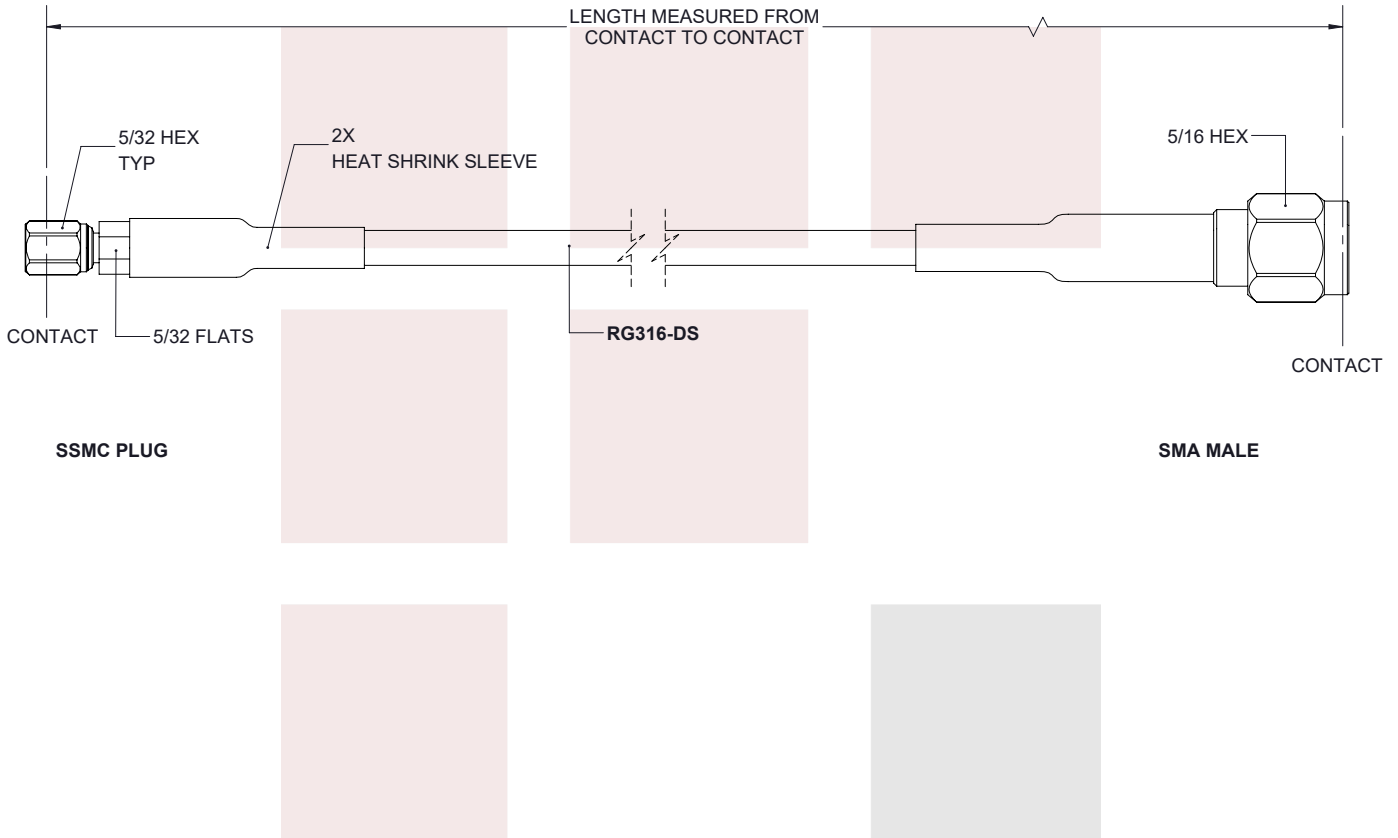 LENGTH MEASURED FROM
CONTACT TO CONTACT
5/32 HEX
TYP
2X
HEAT SHRINK SLEEVE
5/16 HEX
CONTACT
5/32 FLATS
RG316-DS
CONTACT
SSMC PLUG
SMA MALE